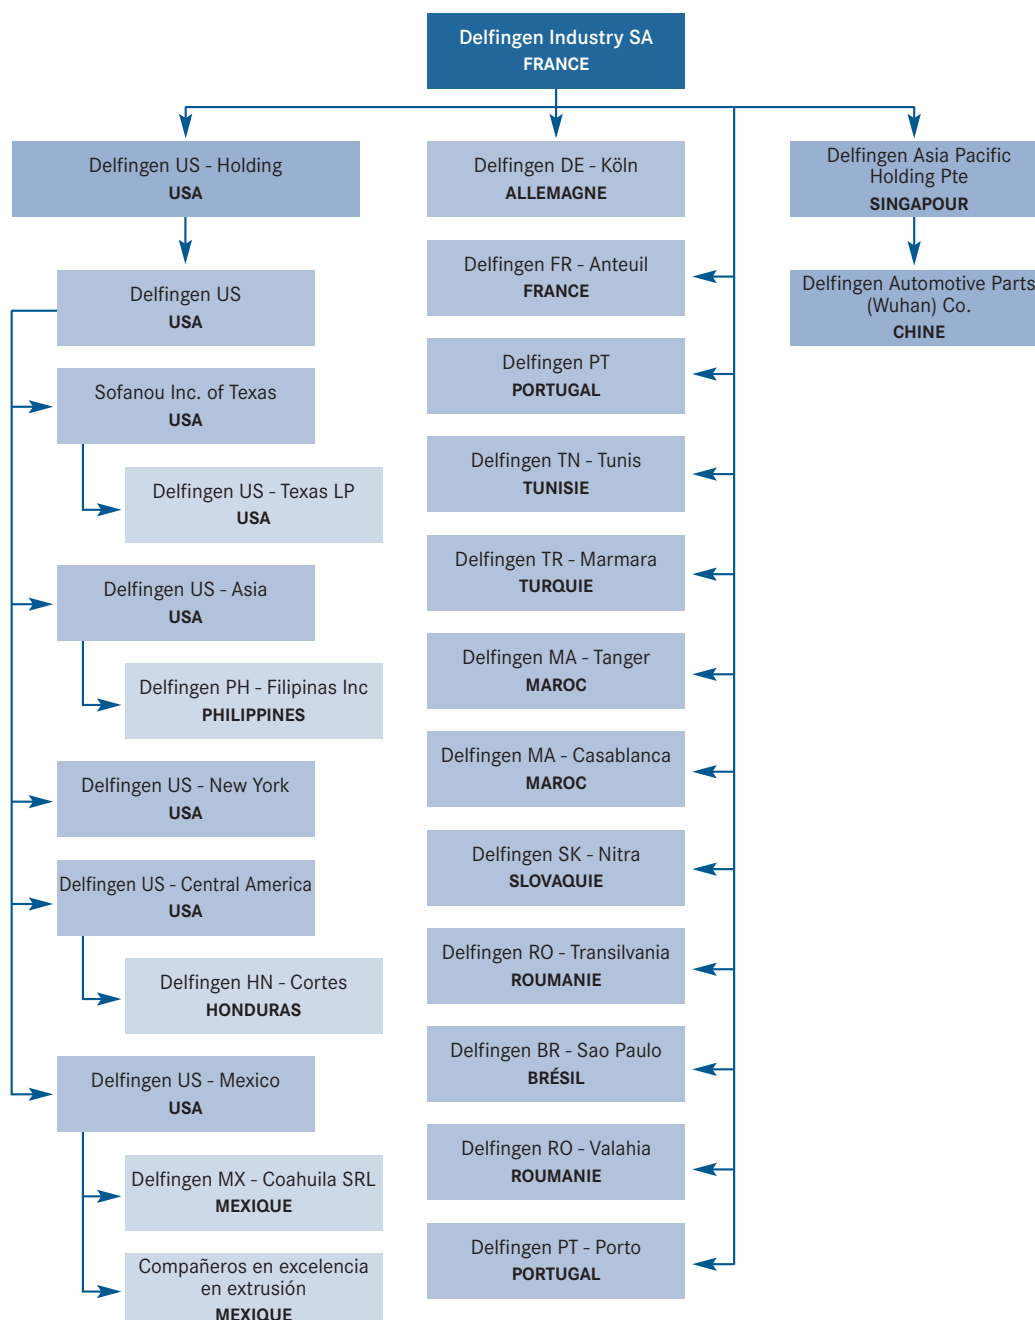 Delfingen Industry SA
FRANCE
Delfingen US - Holding
USA
Delfingen US
USA
Sofanou Inc. of Texas
USA
Delfingen US - Texas LP
USA
Delfingen US - Asia
USA
Delfingen PH - Filipinas Inc
PHILIPPINES
Delfingen US - New York
USA
Delfingen US - Central America
USA
Delfingen HN - Cortes
HONDURAS
Delfingen US - Mexico
USA
Delfingen MX - Coahuila SRL
MEXIQUE
Compañeros en excelencia
en extrusión
MEXIQUE
Delfingen DE - Köln
ALLEMAGNE
Delfingen FR - Anteuil
FRANCE
Delfingen PT
PORTUGAL
Delfingen TN - Tunis
TUNISIE
Delfingen TR - Marmara
TURQUIE
Delfingen MA - Tanger
MAROC
Delfingen MA - Casablanca
MAROC
Delfingen SK - Nitra
SLOVAQUIE
Delfingen RO - Transilvania
ROUMANIE
Delfingen BR - Sao Paulo
BRÉSIL
Delfingen RO - Valahia
ROUMANIE
Delfingen PT - Porto
PORTUGAL
Delfingen Asia Pacific
Holding Pte
SINGAPOUR
Delfingen Automotive Parts
(Wuhan) Co.
CHINE